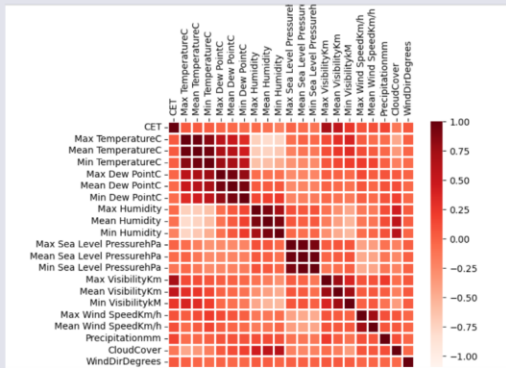 CET
Max TemperatureC
Mean TemperatureC
Min TemperatureC
Max Dew PointC
Mean Dew PointC
Min Dew PointC
Max Humidity
Mean Humidity
Min Humidity
Max Sea Level Pressureh
Mean Sea Level Pressureh
Min Sea Level Pressureh
Max VisibilityKm
Mean VisibilityKm
Min VisibilitykM
Max Wind SpeedKm/h
Mean Wind SpeedKm/h
Precipitationmm
CloudCover
WindDirDegrees
CET
Max TemperatureC
Mean TemperatureC
Min TemperatureC
Max Dew PointC
Mean Dew PointC
Min Dew PointC
Max Humidity
Mean Humidity
Min Humidity
Max Sea Level PressurehPa
Mean Sea Level PressurehPa
Min Sea Level PressurehPa
Max VisibilityKm
Mean VisibilityKm
Min VisibilitykM
Max Wind SpeedKm/h
Mean Wind SpeedKm/h
Precipitationmm
CloudCover
WindDirDegrees
1.00
0.75
0.50
0.25
0.00
−0.25
−0.50
−0.75
−1.00